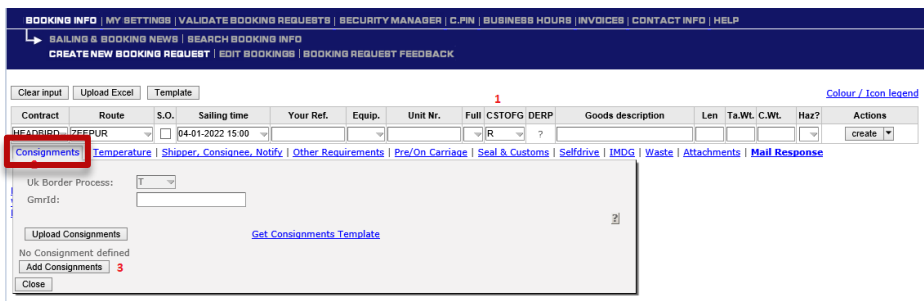 BOOKING INFO | MY SETTINGS | VALIDATE BOOKING REQUESTS | SECURITY MANAGER | C.PIN | BUSINESS HOURS | INVOICES | CONTACT INFO | HELP
SAILING & BOOKING NEWS | SEARCH BOOKING INFO
CREATE NEW BOOKING REQUEST | EDIT BOOKINGS | BOOKING REQUEST FEEDBACK
Clear input Upload Excel Template 1 Colour / Icon legend
Contract Route S.O. Sailing time Your Ref. Equip. Unit Nr. Full CSTOFG DERP Goods description Len Ta.Wt. C.Wt. Haz? Actions
HEADBIRD ZEEPUR 04-01-2022 15:00 R ? create
Consignments Temperature | Shipper, Consignee, Notify | Other Requirements | Pre/On Carriage | Seal & Customs | Selfdrive | IMDG | Waste | Attachments | Mail Response
Uk Border Process: T
GmrId:
?
Upload Consignments Get Consignments Template
No Consignment defined
Add Consignments 3
Close